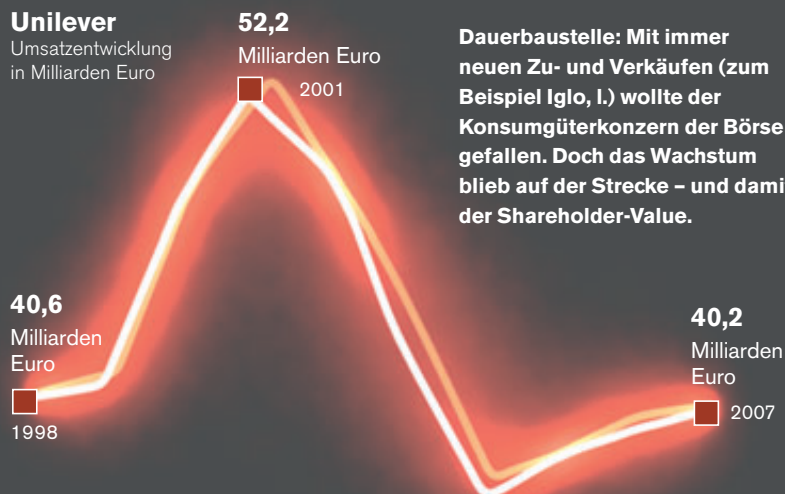 Unilever
Umsatzentwicklung
in Milliarden Euro
52,2
Milliarden Euro
2001
Dauerbaustelle: Mit immer
neuen Zu- und Verkäufen (zum
Beispiel Iglo, l.) wollte der
Konsumgüterkonzern der Börse
gefallen. Doch das Wachstum
blieb auf der Strecke – und dami
der Shareholder-Value.
40,6
Milliarden
Euro
1998
40,2
Milliarden
Euro
2007